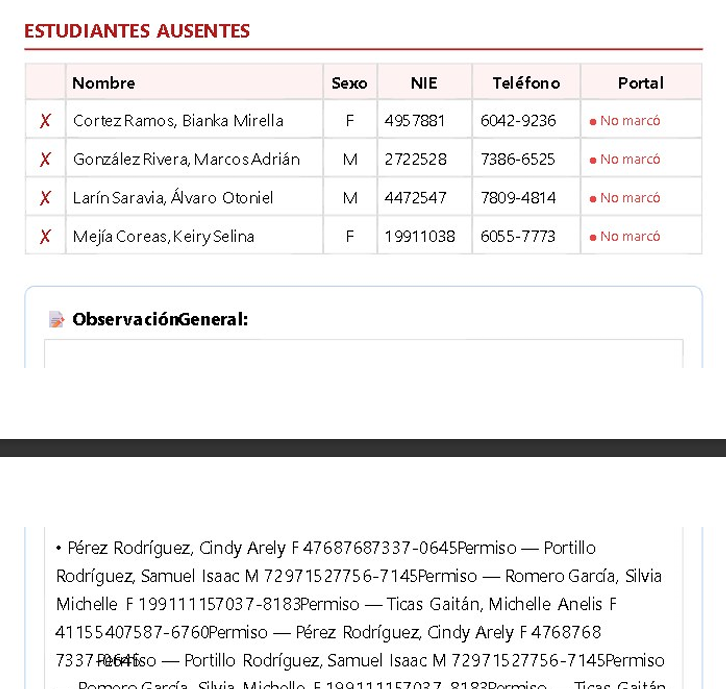 ESTUDIANTES AUSENTES
Nombre Sexo NIE Teléfono Portal
✗ Cortez Ramos, Bianka Mirella F 4957881 6042-9236 ● No marcó
✗ González Rivera, Marcos Adrián M 2722528 7386-6525 ● No marcó
✗ Larín Saravia, Álvaro Otoniel M 4472547 7809-4814 ● No marcó
✗ Mejía Coreas, Keiry Selina F 19911038 6055-7773 ● No marcó
ObservaciónGeneral:
• Pérez Rodríguez, Cindy Arely F 47687687337-0645Permiso — Portillo
Rodríguez, Samuel Isaac M 72971527756-7145Permiso — Romero García, Silvia
Michelle F 199111157037-8183Permiso — Ticas Gaitán, Michelle Anelis F
41155407587-6760Permiso — Pérez Rodríguez, Cindy Arely F 4768768
7337-0645Permiso — Portillo Rodríguez, Samuel Isaac M 72971527756-7145Permiso
— Romero García, Silvia Michelle F 199111157037-8183Permiso — Ticas Gaitán,